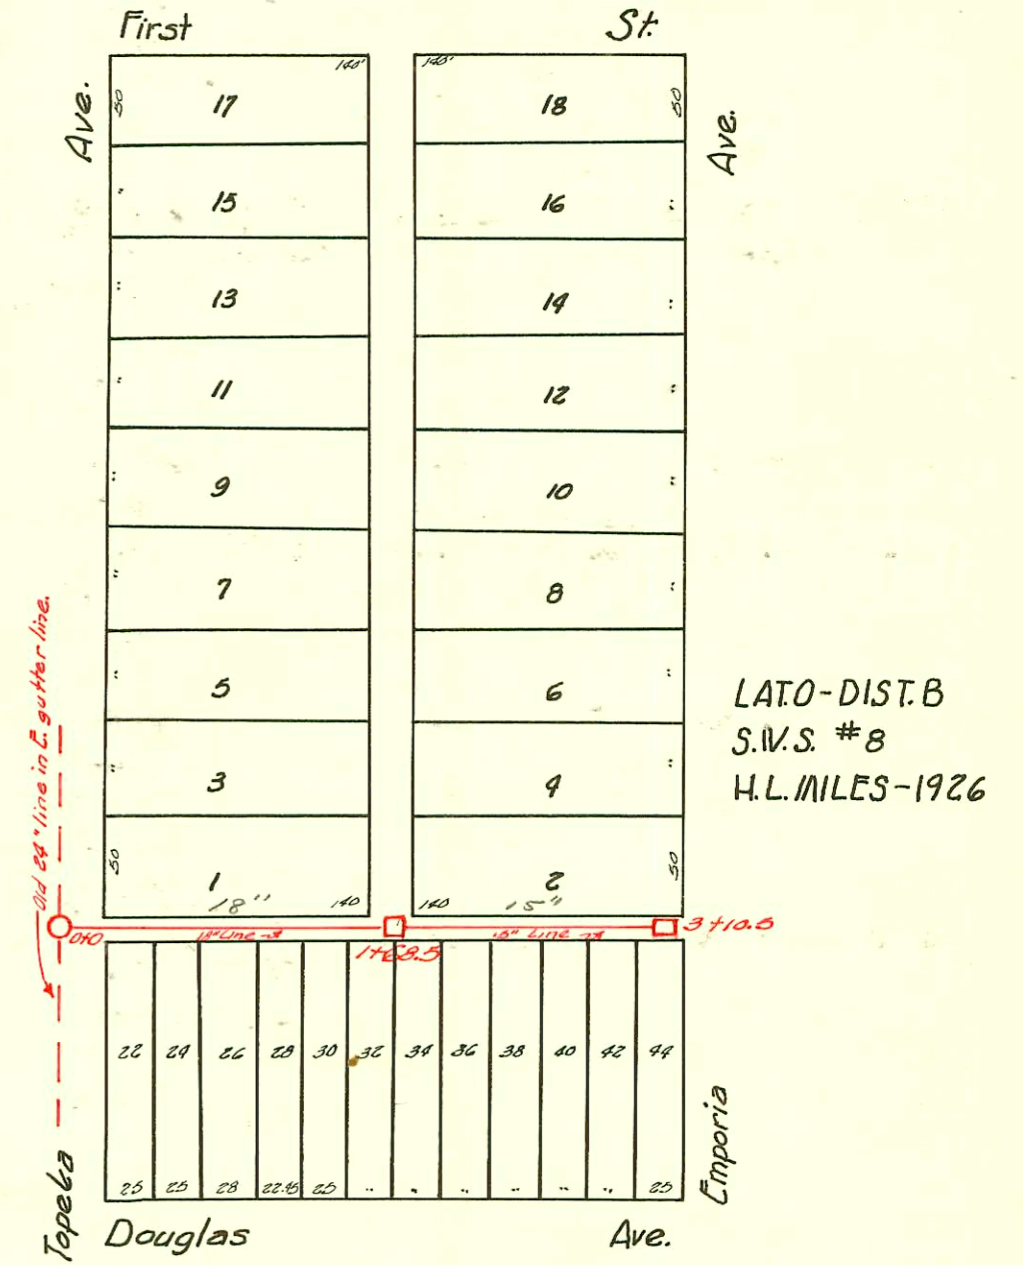 First St.
Ave. Ave.
140' 140'
50 17 18 50
" 15 16 "
" 13 14 "
" 11 12 "
" 9 10 "
" 7 8 "
" 5 6 "
" 3 4 "
50 1 2 50
18" 140 140 15"
LAT.O-DIST.B
S.W.S. #8
H.L.MILES-1926
Old 24" line in E. gutter line.
0+0 18" Line 15" Line 3+10.5
1+68.5
22 24 26 28 30 32 34 36 38 40 42 44
25 25 28 22.45 25 " " " " " " 25
Topeka Emporia
Douglas Ave.